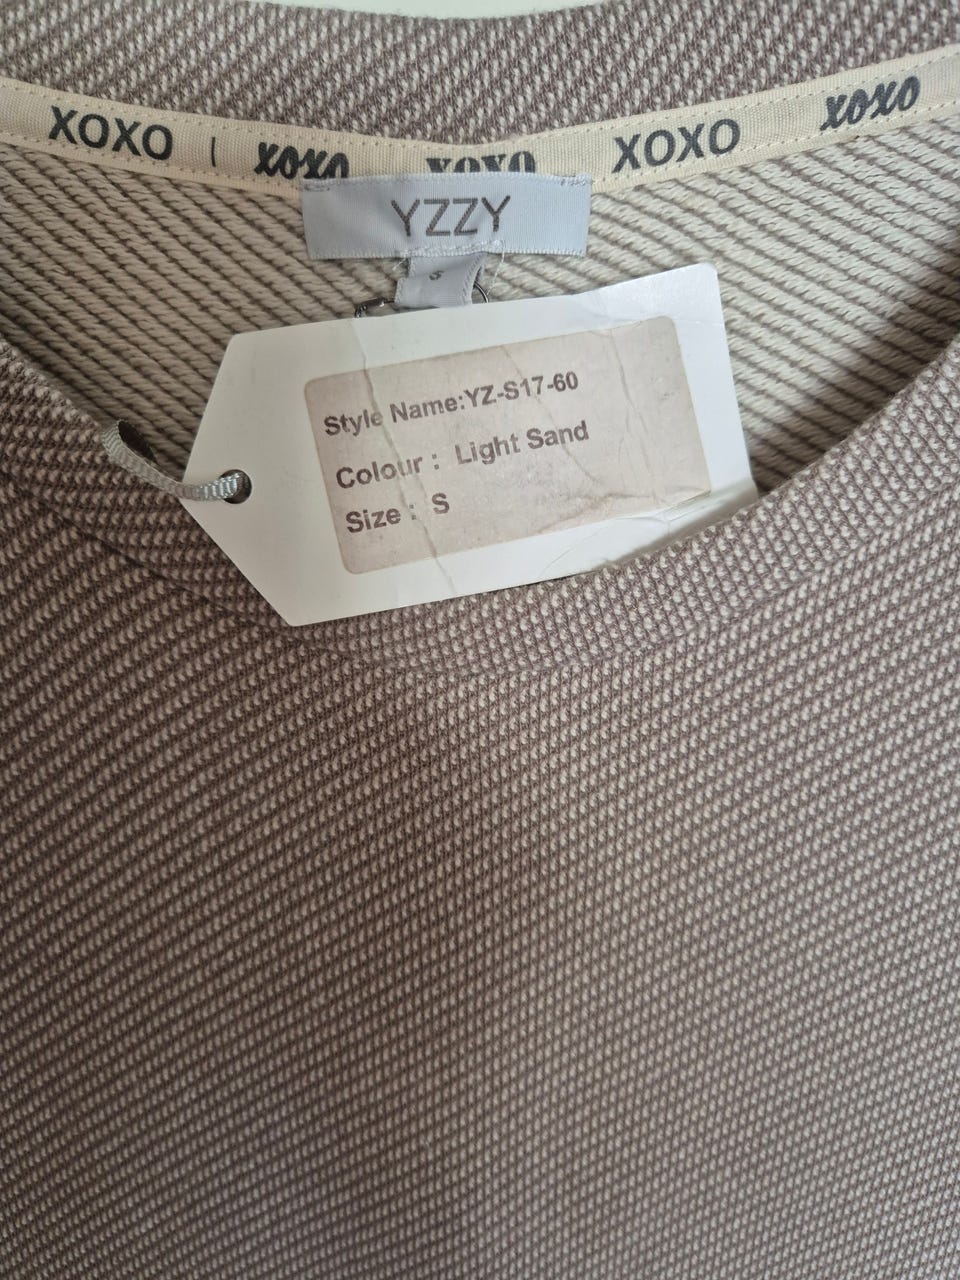 XOXO | xoxo XOXO XOXO xoxo
YZZY
S
Style Name:YZ-S17-60
Colour : Light Sand
Size : S